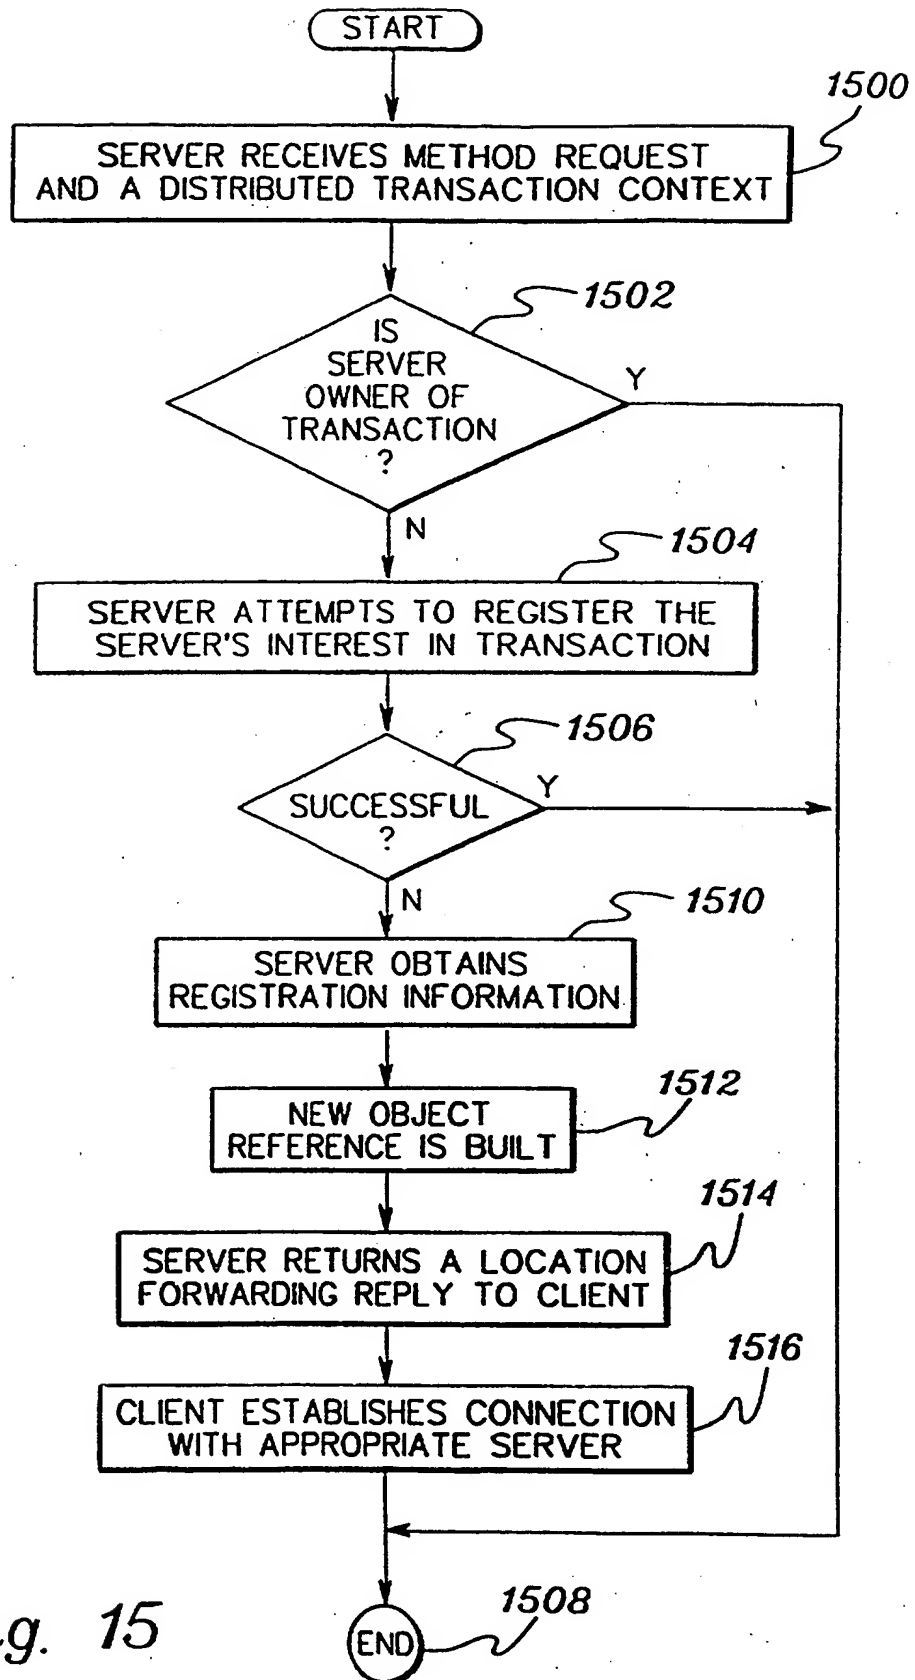 START
1500
SERVER RECEIVES METHOD REQUEST
AND A DISTRIBUTED TRANSACTION CONTEXT
1502
IS
SERVER
OWNER OF
TRANSACTION
?
Y
N
1504
SERVER ATTEMPTS TO REGISTER THE
SERVER'S INTEREST IN TRANSACTION
1506
SUCCESSFUL
?
Y
N
1510
SERVER OBTAINS
REGISTRATION INFORMATION
1512
NEW OBJECT
REFERENCE IS BUILT
1514
SERVER RETURNS A LOCATION
FORWARDING REPLY TO CLIENT
1516
CLIENT ESTABLISHES CONNECTION
WITH APPROPRIATE SERVER
1508
END
g. 15